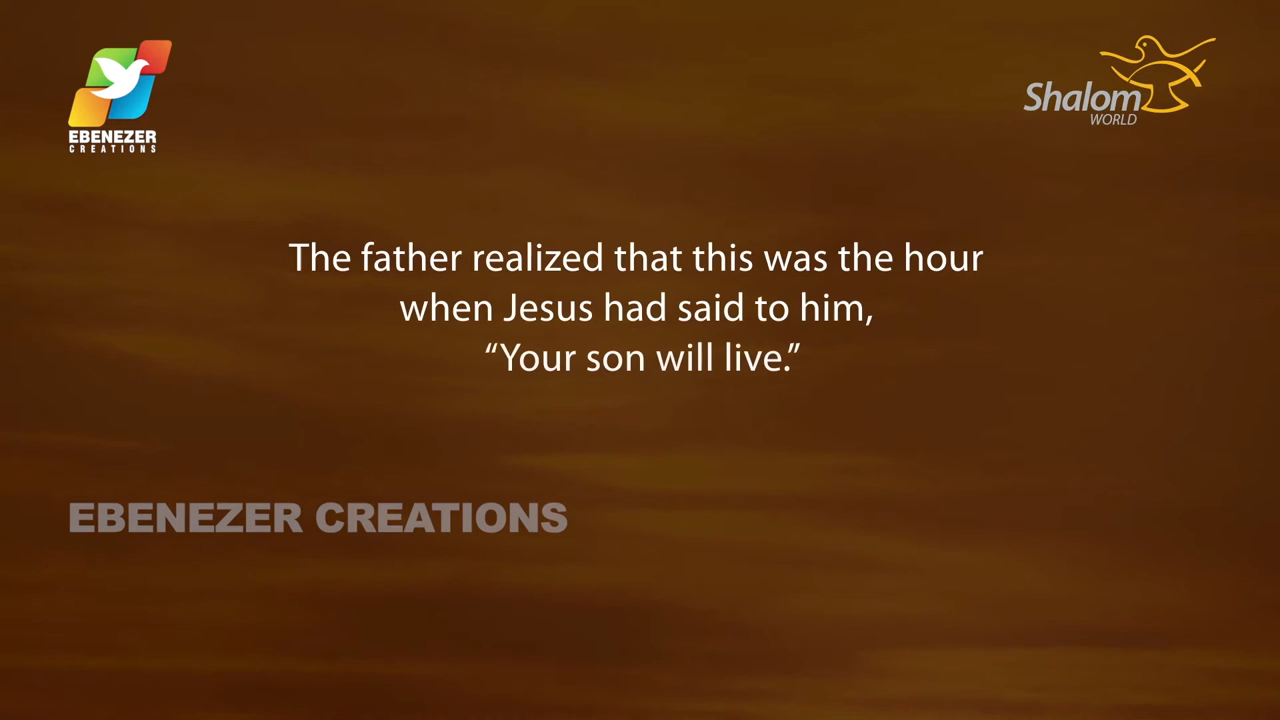 EBENEZER
CREATIONS
Shalom
WORLD
The father realized that this was the hour
when Jesus had said to him,
“Your son will live.”
EBENEZER CREATIONS